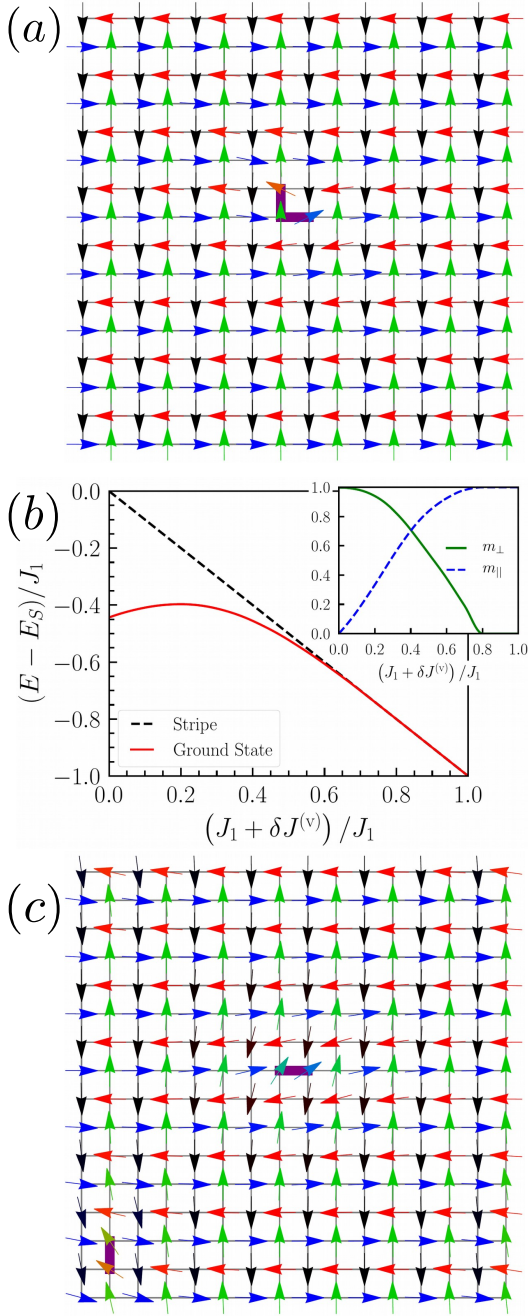 (a)
(b)
(E − E_S)/J_1
0.0
−0.2
−0.4
−0.6
−0.8
−1.0
0.0 0.2 0.4 0.6 0.8 1.0
(J_1 + δJ^(v)) /J_1
Stripe
Ground State
1.0
0.8
0.6
0.4
0.2
0.0
0.0 0.2 0.4 0.6 0.8 1.0
(J_1 + δJ^(v)) /J_1
m_⊥
m_||
(c)